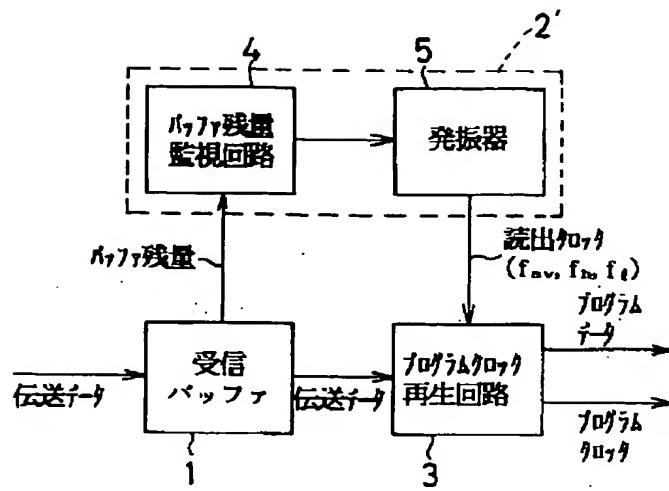 2'
4
5
バッファ残量
監視回路
発振器
バッファ残量
読出クロック
(fav, fh, fℓ)
プログラム
データ
受信
バッファ
プログラムクロック
再生回路
伝送データ
伝送データ
プログラム
クロック
1
3